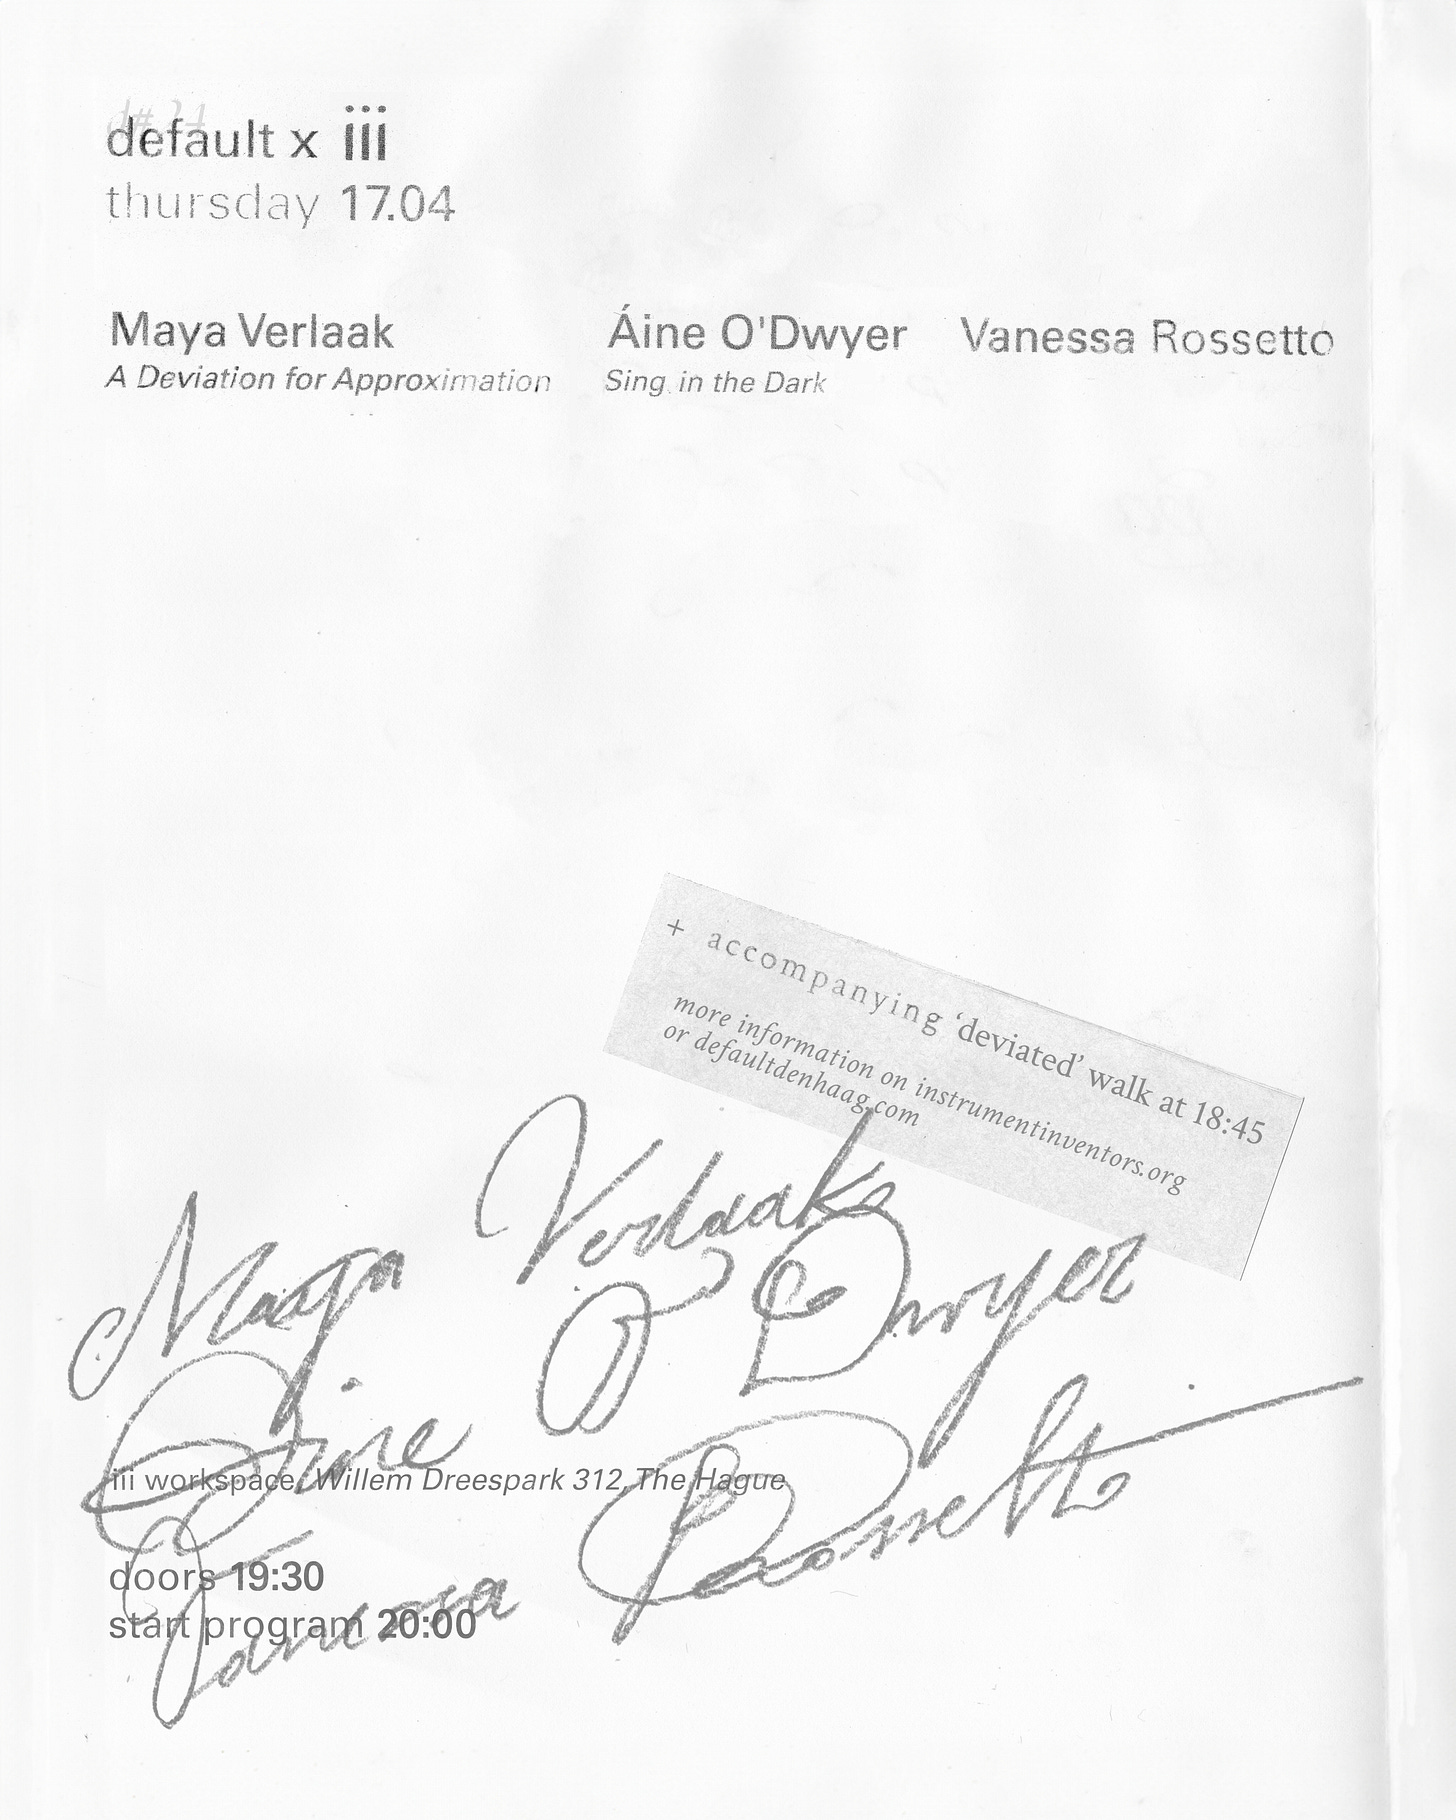 d#21
default x iii
thursday 17.04
Maya Verlaak
A Deviation for Approximation
Áine O'Dwyer
Sing in the Dark
Vanessa Rossetto
+ accompanying ‘deviated’ walk at 18:45
more information on instrumentinventors.org
or defaultdenhaag.com
Maya Verlaak
Áine O' Dwyer
iii workspace, Willem Dreespark 312, The Hague
Vanessa Rossetto
doors 19:30
start program 20:00